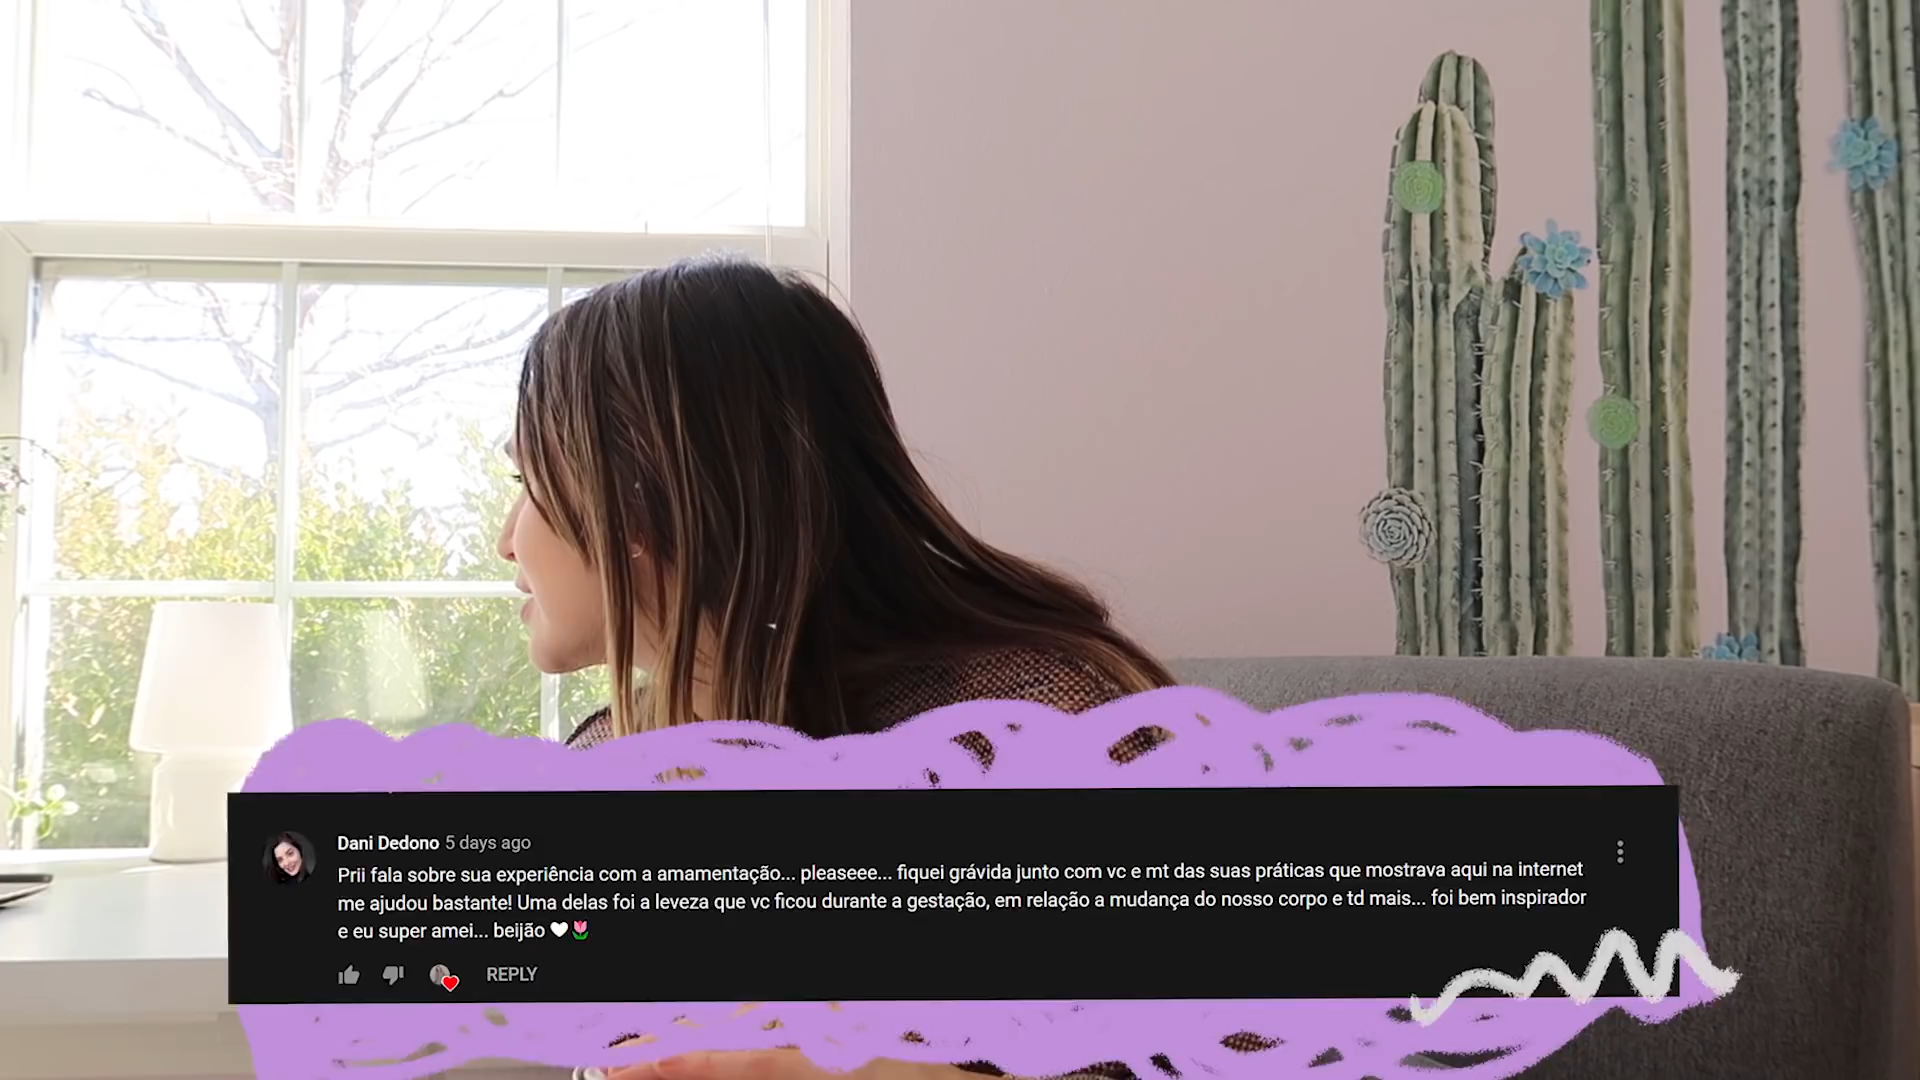 Dani Dedono 5 days ago
Prii fala sobre sua experiência com a amamentação... pleaseee... fiquei grávida junto com vc e mt das suas práticas que mostrava aqui na internet
me ajudou bastante! Uma delas foi a leveza que vc ficou durante a gestação, em relação a mudança do nosso corpo e td mais... foi bem inspirador
e eu super amei... beijão 🤍🌷
REPLY